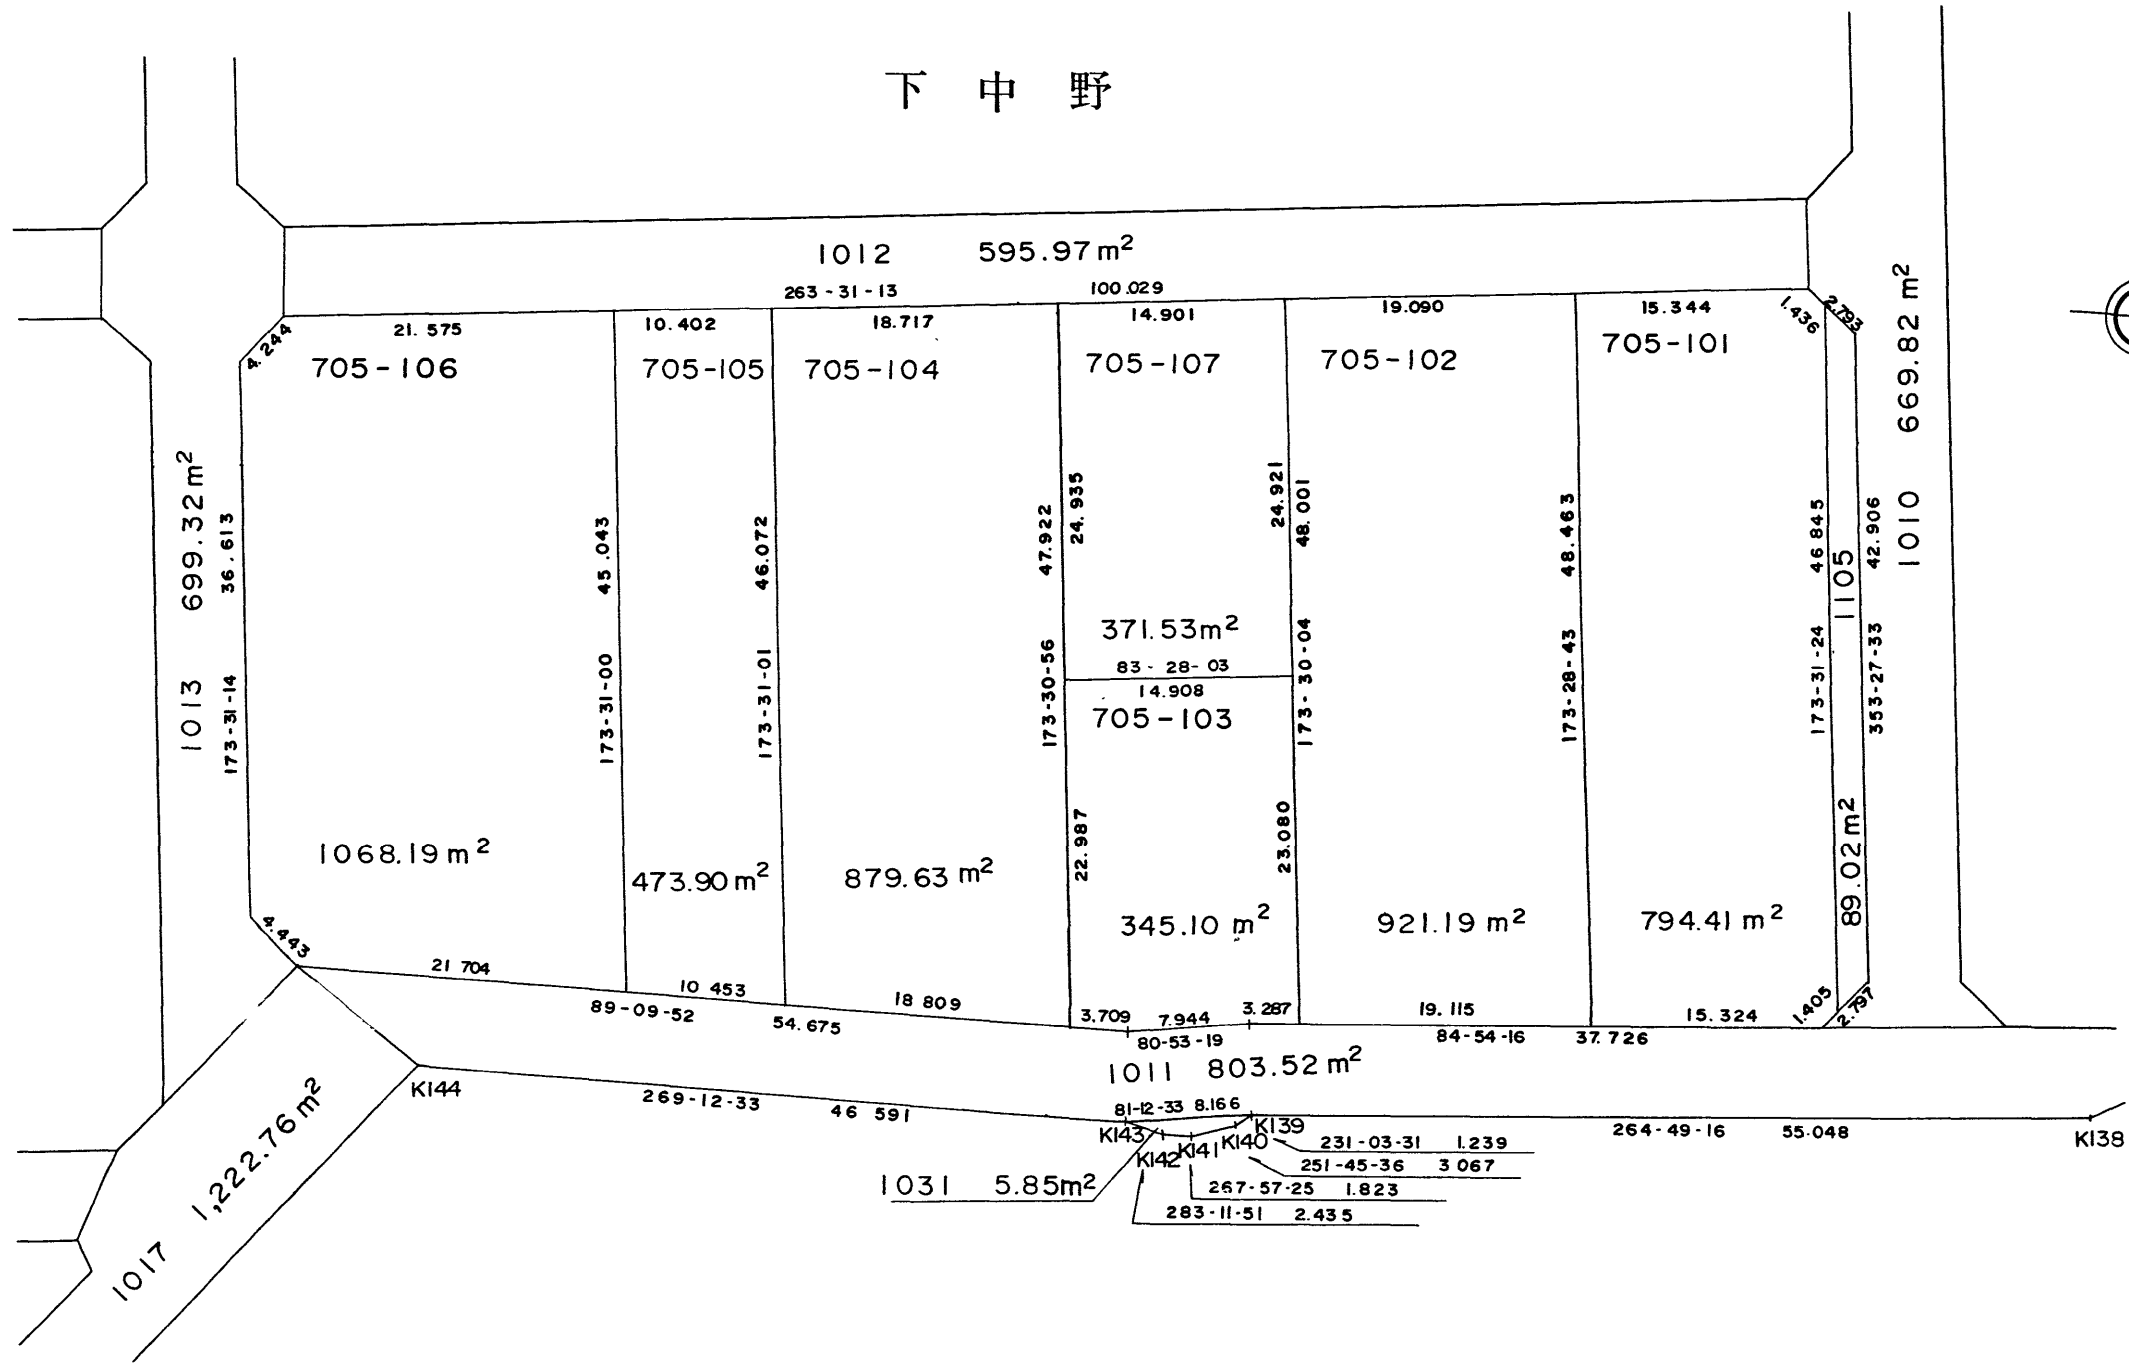 下中野
1012 595.97m²
263-31-13 100.029
21.575 10.402 18.717 14.901 19.090 15.344
4.244 1.436 2.793
705-106 705-105 705-104 705-107 705-102 705-101
1013 699.32m²
173-31-14 36.613
173-31-00 45.043
173-31-01 46.072
173-30-56 47.922
24.935
24.921
173-30-04 48.001
173-28-43 48.463
173-31-24 46 845
1105 89.02m²
353-27-33 42.906
1010 669.82m²
371.53m²
83-28-03
14.908
705-103
22.987
23.080
1068.19m² 473.90m² 879.63m² 345.10m² 921.19m² 794.41m²
4.443
21 704 10 453 18 809 3.709 7.944 3.287 19.115 15.324
1.405 2.797
89-09-52 54.675 80-53-19 84-54-16 37.726
1011 803.52m²
K144
269-12-33 46 591
81-12-33 8.166
K143 K142 K141 K140 K139
264-49-16 55.048
K138
231-03-31 1.239
251-45-36 3 067
267-57-25 1.823
283-11-51 2.435
1031 5.85m²
1017 1,222.76m²